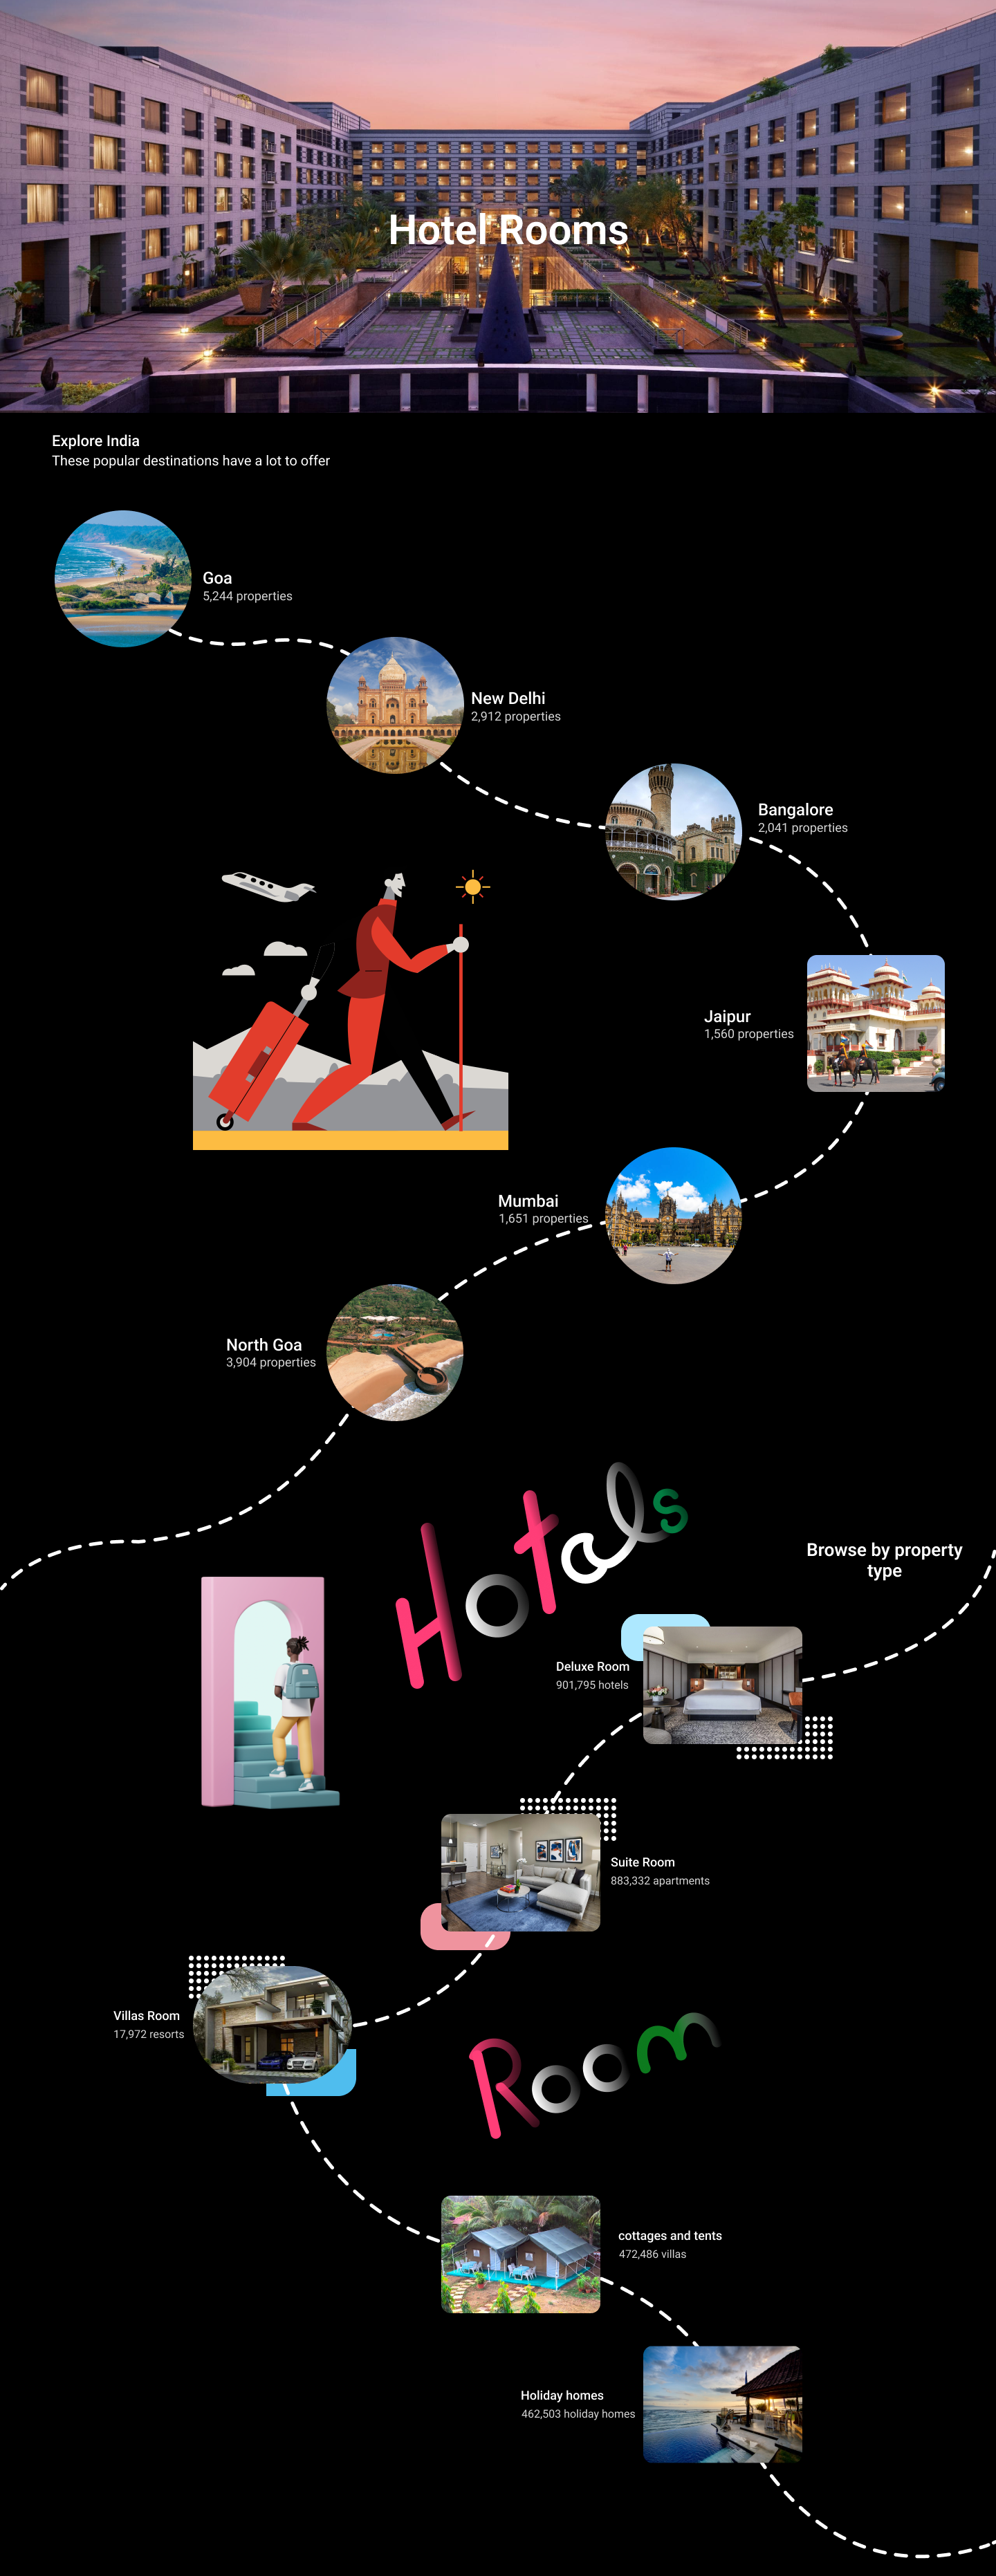 Hotel Rooms
Explore India
These popular destinations have a lot to offer
Goa
5,244 properties
New Delhi
2,912 properties
Bangalore
2,041 properties
Jaipur
1,560 properties
Mumbai
1,651 properties
North Goa
3,904 properties
Hotels
Browse by property
type
Deluxe Room
901,795 hotels
Suite Room
883,332 apartments
Villas Room
17,972 resorts
Room
cottages and tents
472,486 villas
Holiday homes
462,503 holiday homes